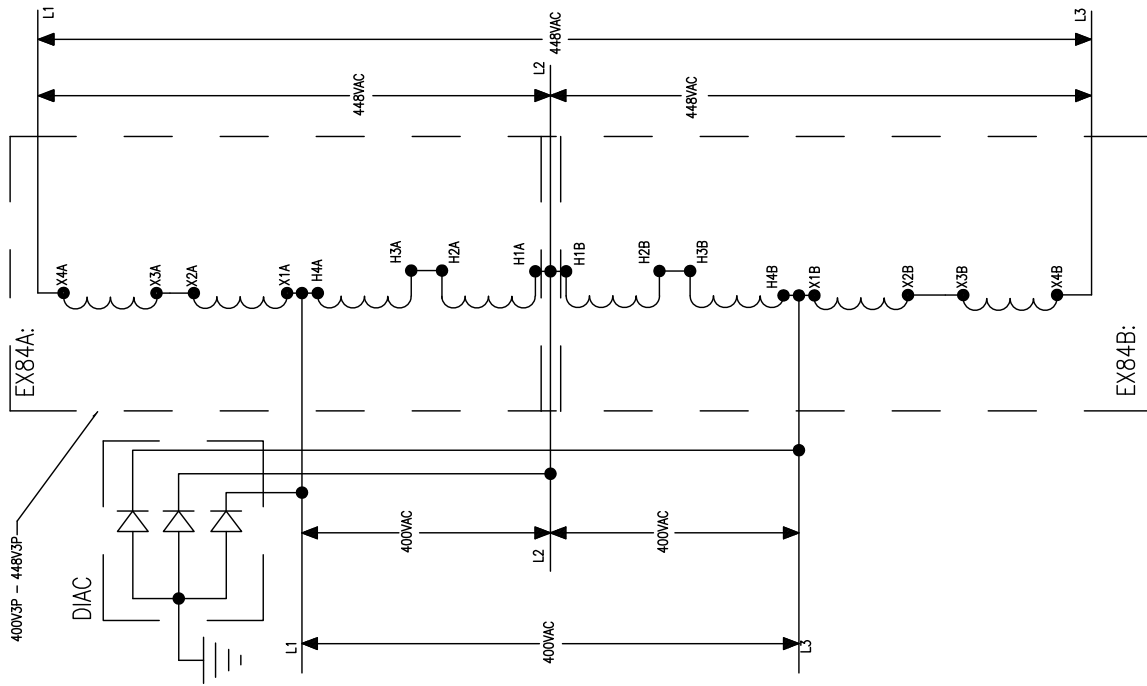 L1
L3
448VAC
L2
448VAC
448VAC
X4A
X3A
X2A
X1A
H4A
H3A
H2A
H1A
H1B
H2B
H3B
H4B
X1B
X2B
X3B
X4B
EX84A:
EX84B:
400V3P - 448V3P
DIAC
400VAC
L2
400VAC
L1
400VAC
L3